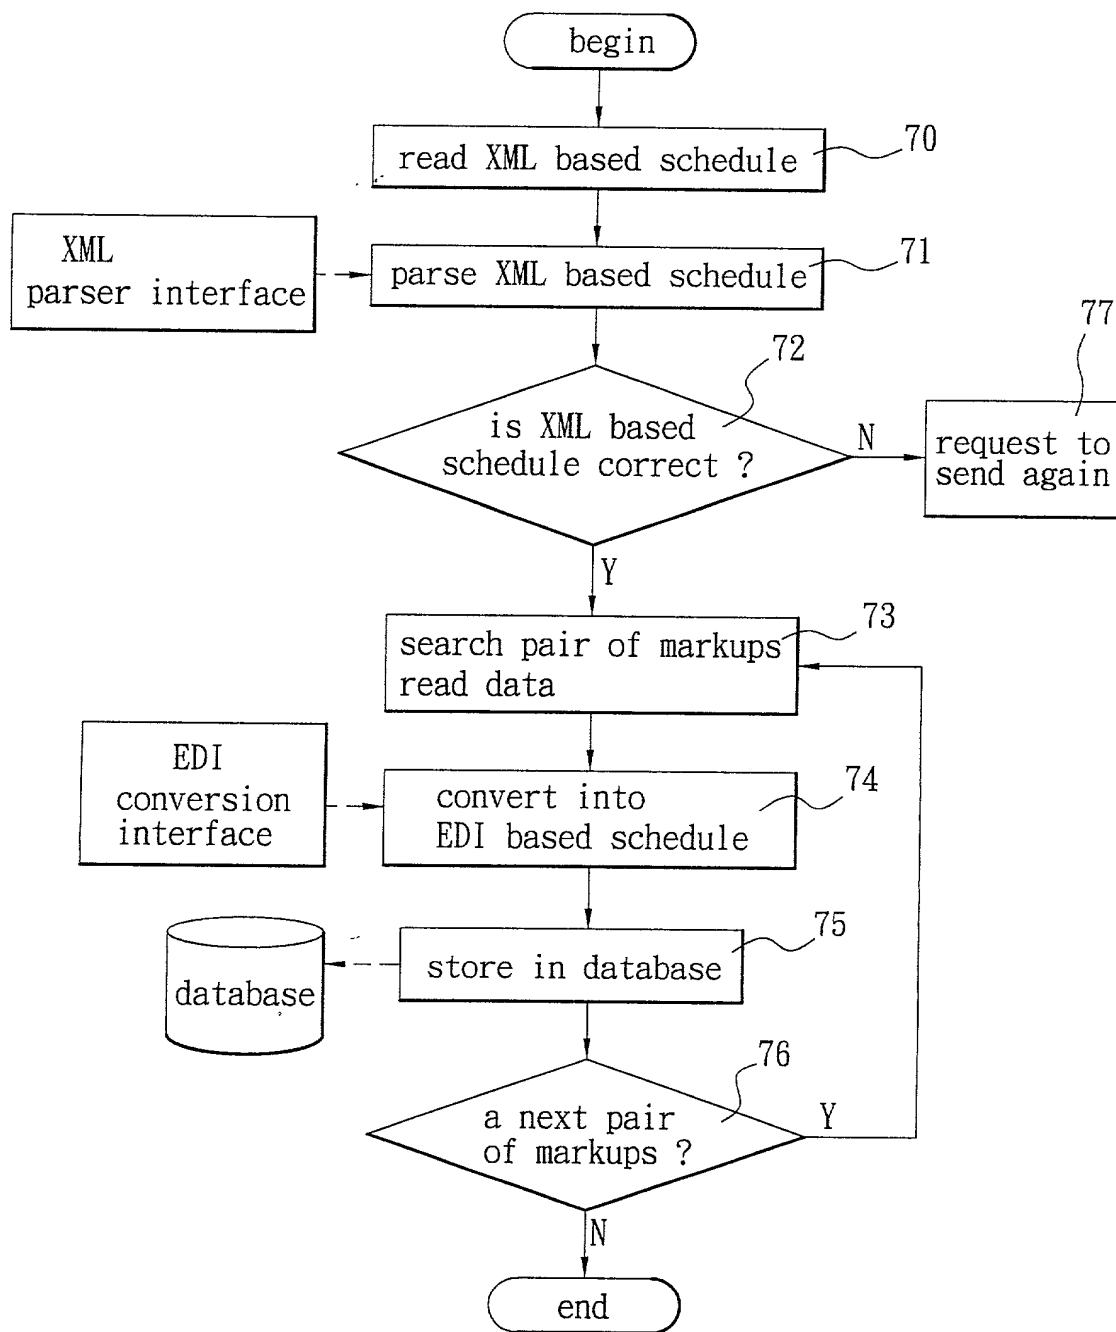 begin
70
read XML based schedule
XML
parser interface
71
parse XML based schedule
72
77
is XML based
schedule correct ?
N
request to
send again
Y
73
search pair of markups
read data
EDI
conversion
interface
74
convert into
EDI based schedule
75
database
store in database
76
a next pair
of markups ?
Y
N
end